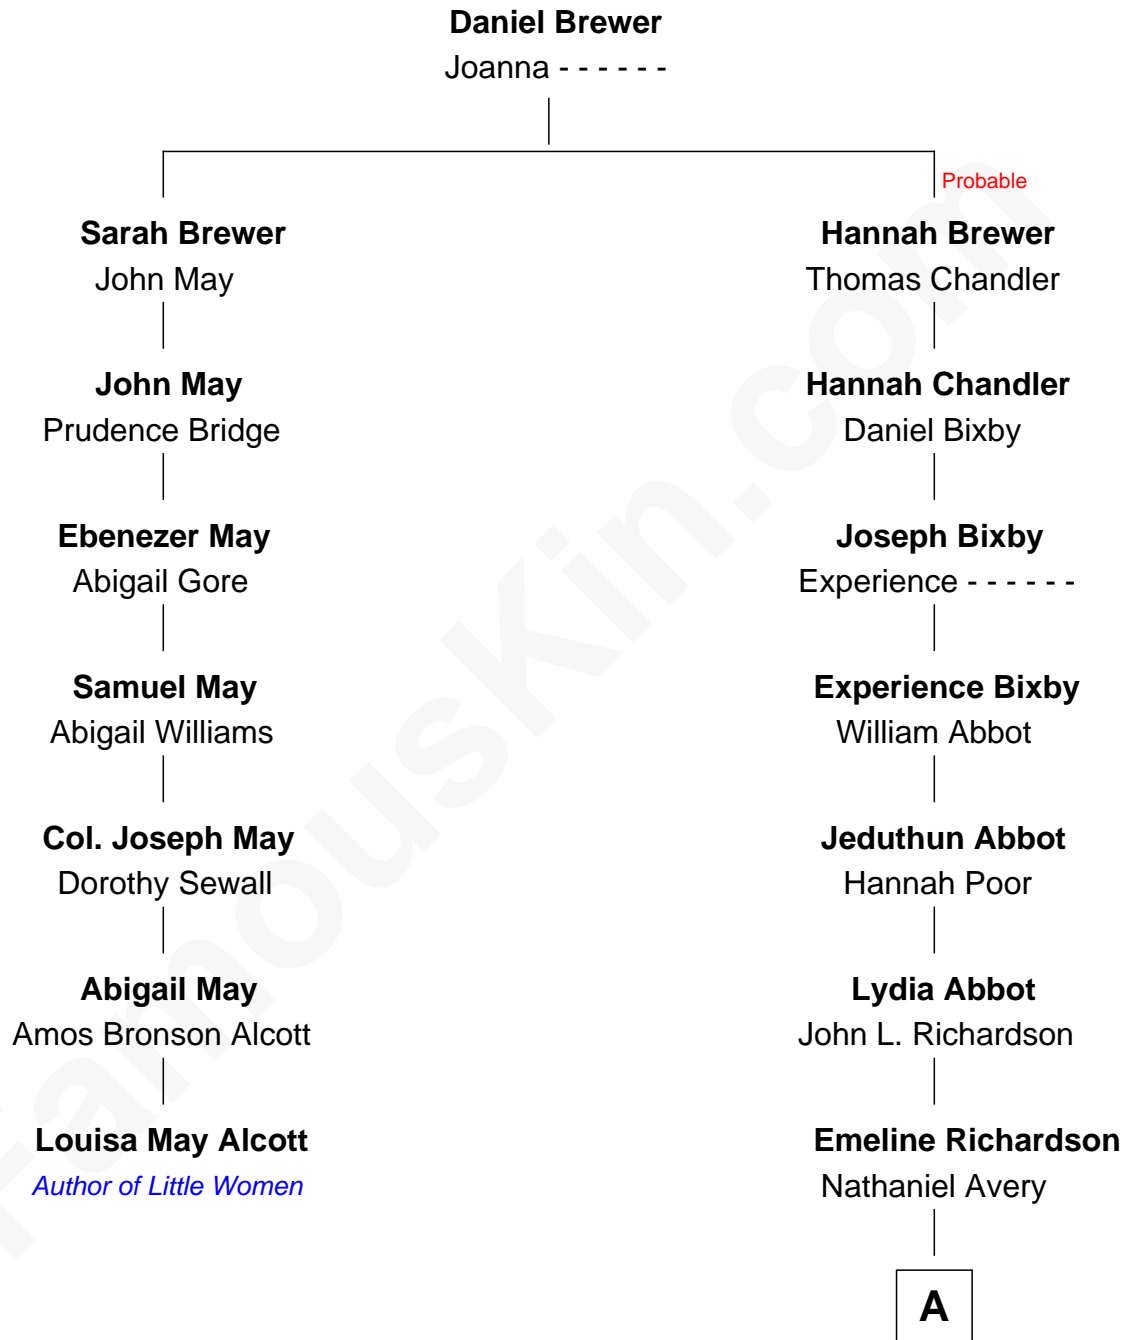 Daniel Brewer
Joanna - - - - - -
Probable
Sarah Brewer
John May
Hannah Brewer
Thomas Chandler
John May
Prudence Bridge
Hannah Chandler
Daniel Bixby
Ebenezer May
Abigail Gore
Joseph Bixby
Experience - - - - - -
Samuel May
Abigail Williams
Experience Bixby
William Abbot
Col. Joseph May
Dorothy Sewall
Jeduthun Abbot
Hannah Poor
Abigail May
Amos Bronson Alcott
Lydia Abbot
John L. Richardson
Louisa May Alcott
Author of Little Women
Emeline Richardson
Nathaniel Avery
A
FamousKin.com